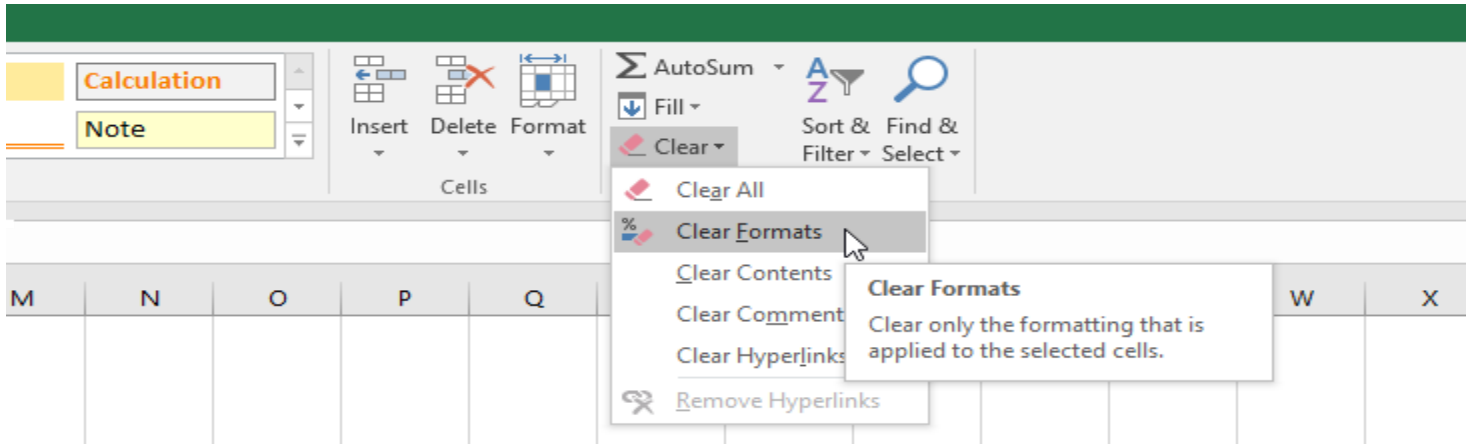 Calculation
Note
Insert Delete Format
Cells
AutoSum
Fill
Clear
Sort & Filter
Find & Select
Clear All
%
Clear Formats
Clear Contents
Clear Comment
Clear Hyperlinks
Remove Hyperlinks
Clear Formats
Clear only the formatting that is
applied to the selected cells.
M N O P Q W X